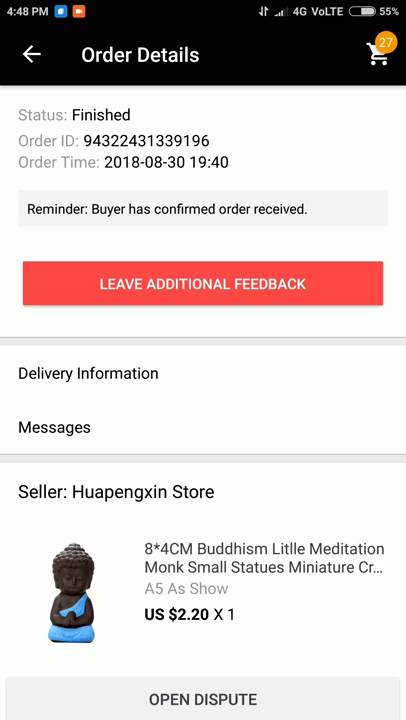 4:48 PM 4G VoLTE 55%
Order Details 27
Status: Finished
Order ID: 94322431339196
Order Time: 2018-08-30 19:40
Reminder: Buyer has confirmed order received.
LEAVE ADDITIONAL FEEDBACK
Delivery Information
Messages
Seller: Huapengxin Store
8*4CM Buddhism Litlle Meditation
Monk Small Statues Miniature Cr...
A5 As Show
US $2.20 X 1
OPEN DISPUTE